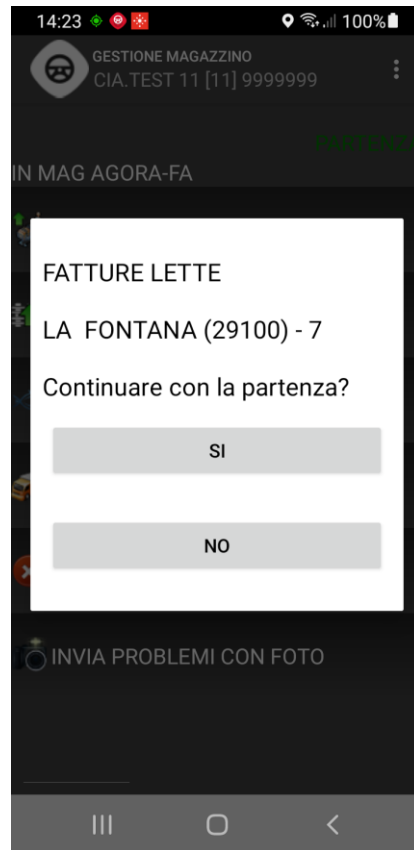 14:23
100%
GESTIONE MAGAZZINO
CIA.TEST 11 [11] 9999999
PARTENZ
IN MAG AGORA-FA
FATTURE LETTE
LA FONTANA (29100) - 7
Continuare con la partenza?
SI
NO
INVIA PROBLEMI CON FOTO